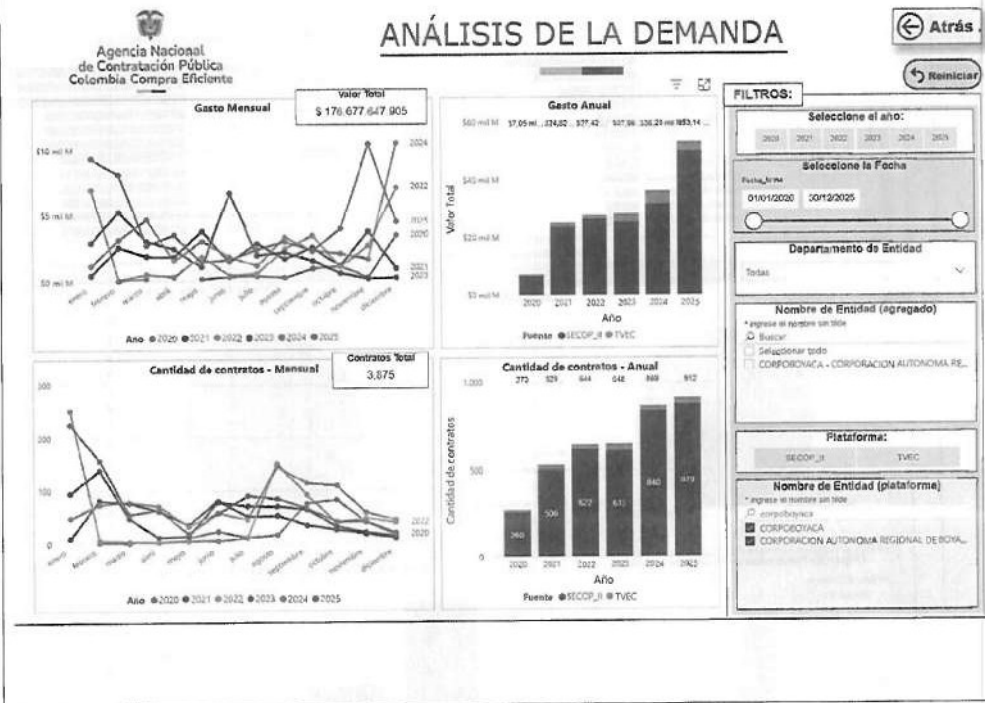 Agencia Nacional
de Contratación Pública
Colombia Compra Eficiente
ANÁLISIS DE LA DEMANDA
Atrás
Reiniciar
Gasto Mensual
Valor Total
$ 176.677.647.905
$10 mil M
$5 mil M
$0 mil M
2024
2022
2025
2020
2021
2023
enero
febrero
marzo
abril
mayo
junio
julio
agosto
septiembre
octubre
noviembre
diciembre
Año 2020 2021 2022 2023 2024 2025
Gasto Anual
$60 mil M
$40 mil M
$20 mil M
$0 mil M
Valor Total
2020 2021 2022 2023 2024 2025
Año
Fuente SECOP_II TVEC
Cantidad de contratos - Mensual
Contratos Total
3,875
300
200
100
0
2022
2020
enero
febrero
marzo
abril
mayo
junio
julio
agosto
septiembre
octubre
noviembre
diciembre
Año 2020 2021 2022 2023 2024 2025
Cantidad de contratos - Anual
1.000
500
0
273 529 644 648 869 912
260 506 622 631 840 879
Cantidad de contratos
2020 2021 2022 2023 2024 2025
Año
Fuente SECOP_II TVEC
FILTROS:
Seleccione el año:
2020 2021 2022 2023 2024 2025
Seleccione la Fecha
Fecha_firma
01/01/2020 30/12/2025
Departamento de Entidad
Todas
Nombre de Entidad (agregado)
* Ingrese el nombre sin tilde
Buscar
Seleccionar todo
CORPOBOYACA - CORPORACION AUTONOMA RE...
Plataforma:
SECOP_II TVEC
Nombre de Entidad (plataforma)
* Ingrese el nombre sin tilde
corpoboyaca
CORPOBOYACA
CORPORACION AUTONOMA REGIONAL DE BOYA...